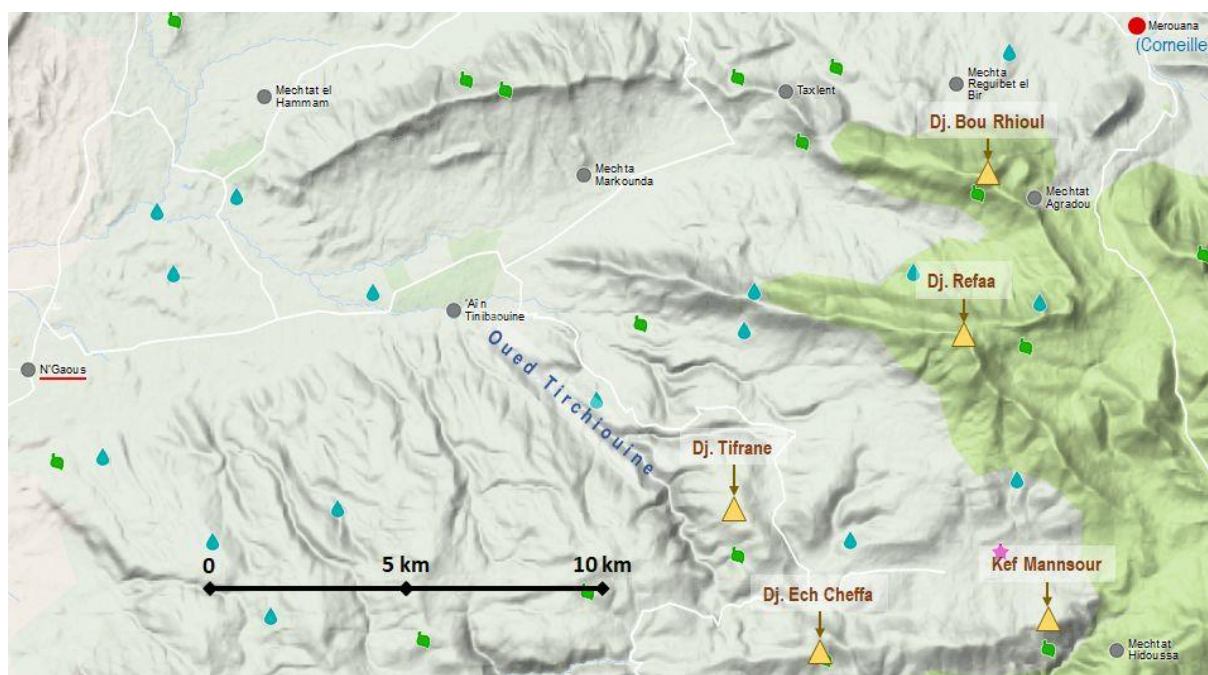 Merouana
(Corneille
Mechtat el
Hammam
Taxlent
Mechta
Reguibet el
Bir
Dj. Bou Rhioul
Mechta
Markounda
Mechtat
Agradou
Dj. Refaa
'Aïn
Tinibaouine
N'Gaous
Oued Tirchiouine
Dj. Tifrane
0
5 km
10 km
Kef Mannsour
Dj. Ech Cheffa
Mechtat
Hidoussa